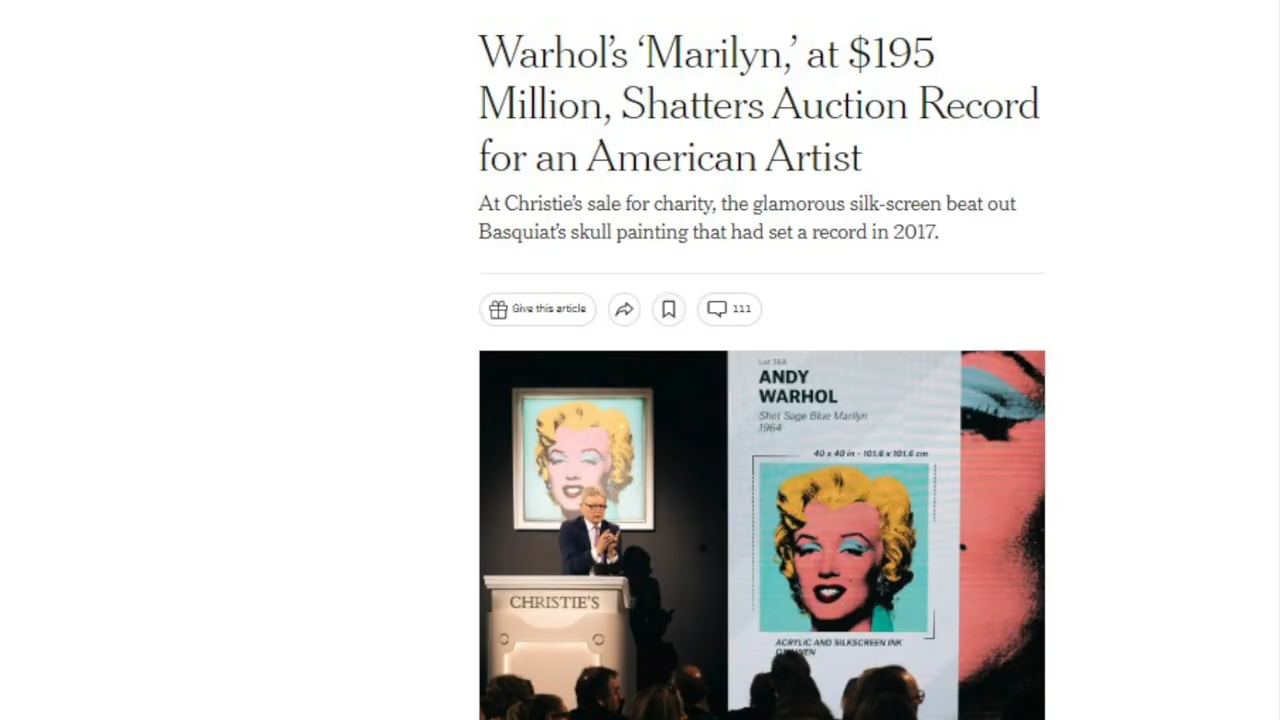 Warhol's 'Marilyn,' at $195
Million, Shatters Auction Record
for an American Artist
At Christie's sale for charity, the glamorous silk-screen beat out
Basquiat's skull painting that had set a record in 2017.
Give this article
111
Lot 36A
ANDY
WARHOL
Shot Sage Blue Marilyn
1964
40 x 40 in - 101.6 x 101.6 cm
CHRISTIE'S
ACRYLIC AND SILKSCREEN INK